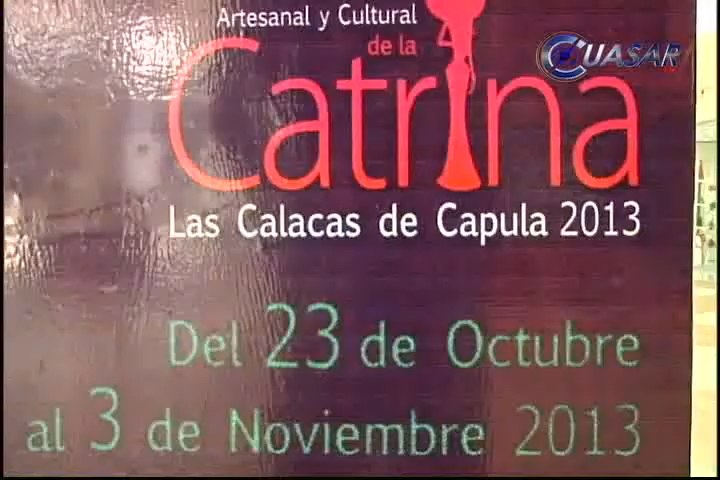 CUASAR
Artesanal y Cultural
de la
Catrina
Las Calacas de Capula 2013
Del 23 de Octubre
al 3 de Noviembre 2013